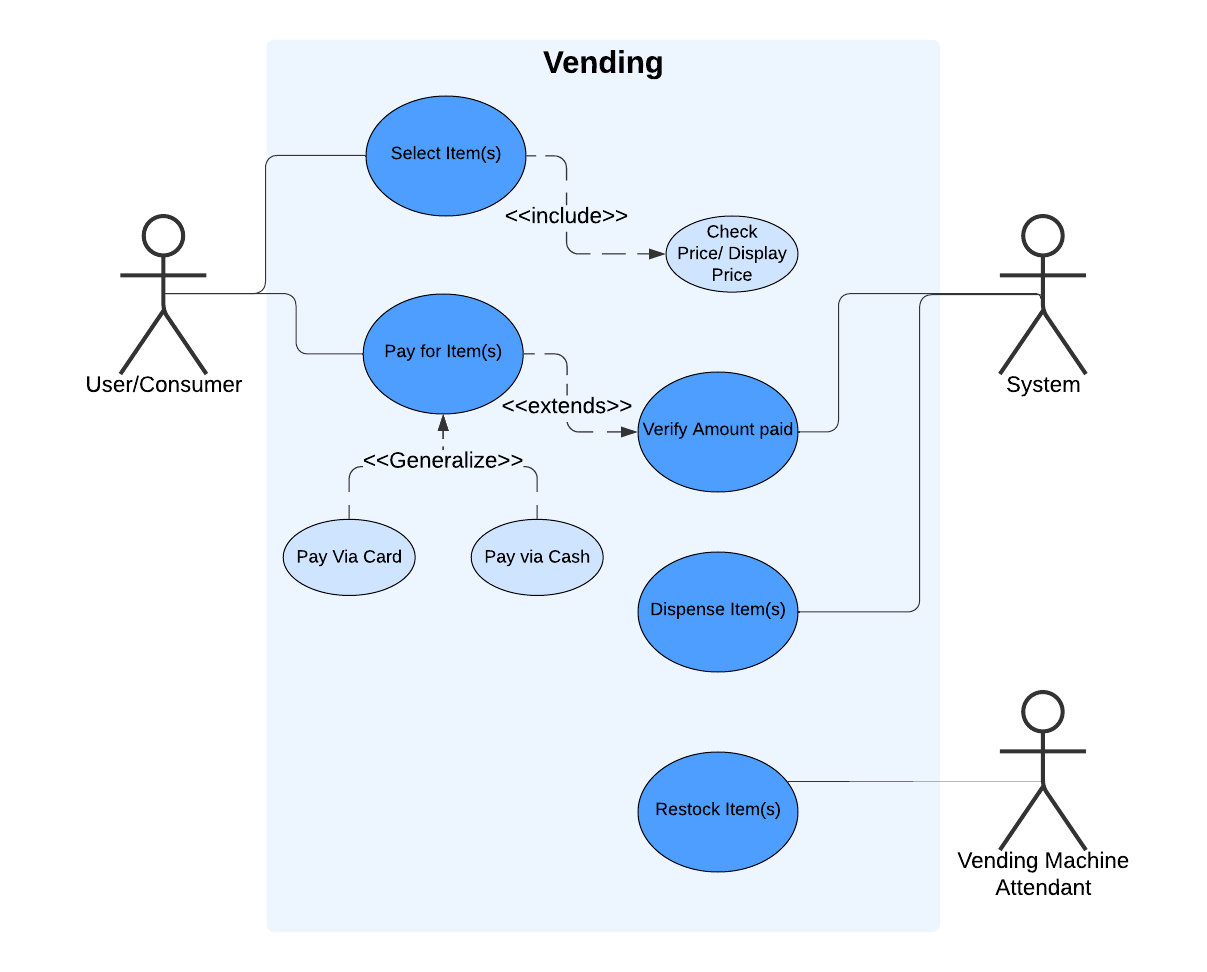 Vending
Select Item(s)
<<include>>
Check
Price/ Display
Price
Pay for Item(s)
User/Consumer
System
<<extends>>
Verify Amount paid
<<Generalize>>
Pay Via Card
Pay via Cash
Dispense Item(s)
Restock Item(s)
Vending Machine
Attendant